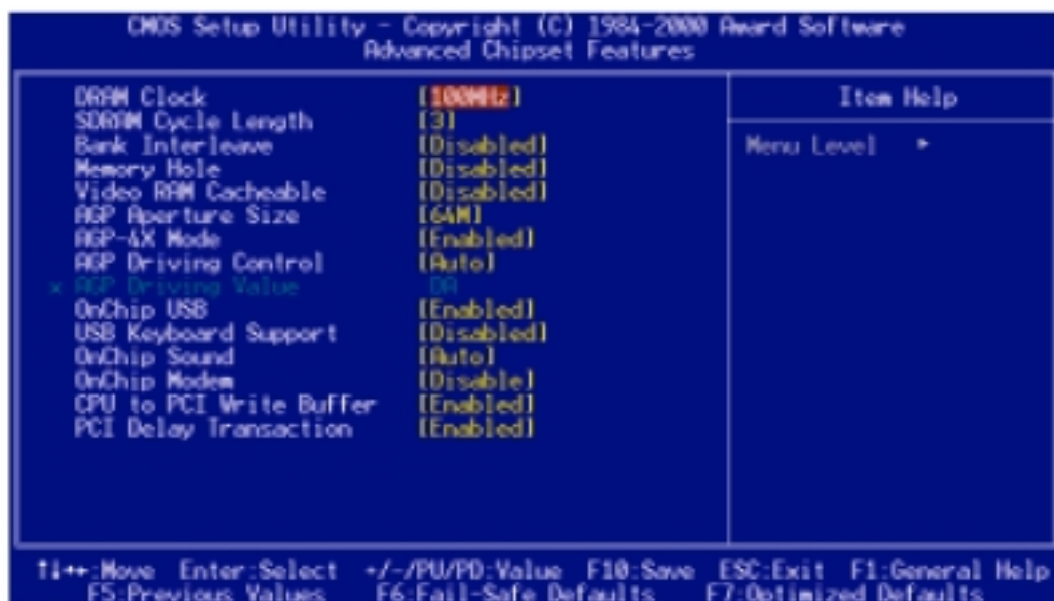 CMOS Setup Utility - Copyright (C) 1984-2000 Award Software
Advanced Chipset Features
DRAM Clock [100MHz]
SDRAM Cycle Length [3]
Bank Interleave [Disabled]
Memory Hole [Disabled]
Video RAM Cacheable [Disabled]
AGP Aperture Size [64M]
AGP-4X Mode [Enabled]
AGP Driving Control [Auto]
x AGP Driving Value DA
OnChip USB [Enabled]
USB Keyboard Support [Disabled]
OnChip Sound [Auto]
OnChip Modem [Disable]
CPU to PCI Write Buffer [Enabled]
PCI Delay Transaction [Enabled]
Item Help
Menu Level ►
↑↓→←:Move Enter:Select +/-/PU/PD:Value F10:Save ESC:Exit F1:General Help
F5:Previous Values F6:Fail-Safe Defaults F7:Optimized Defaults